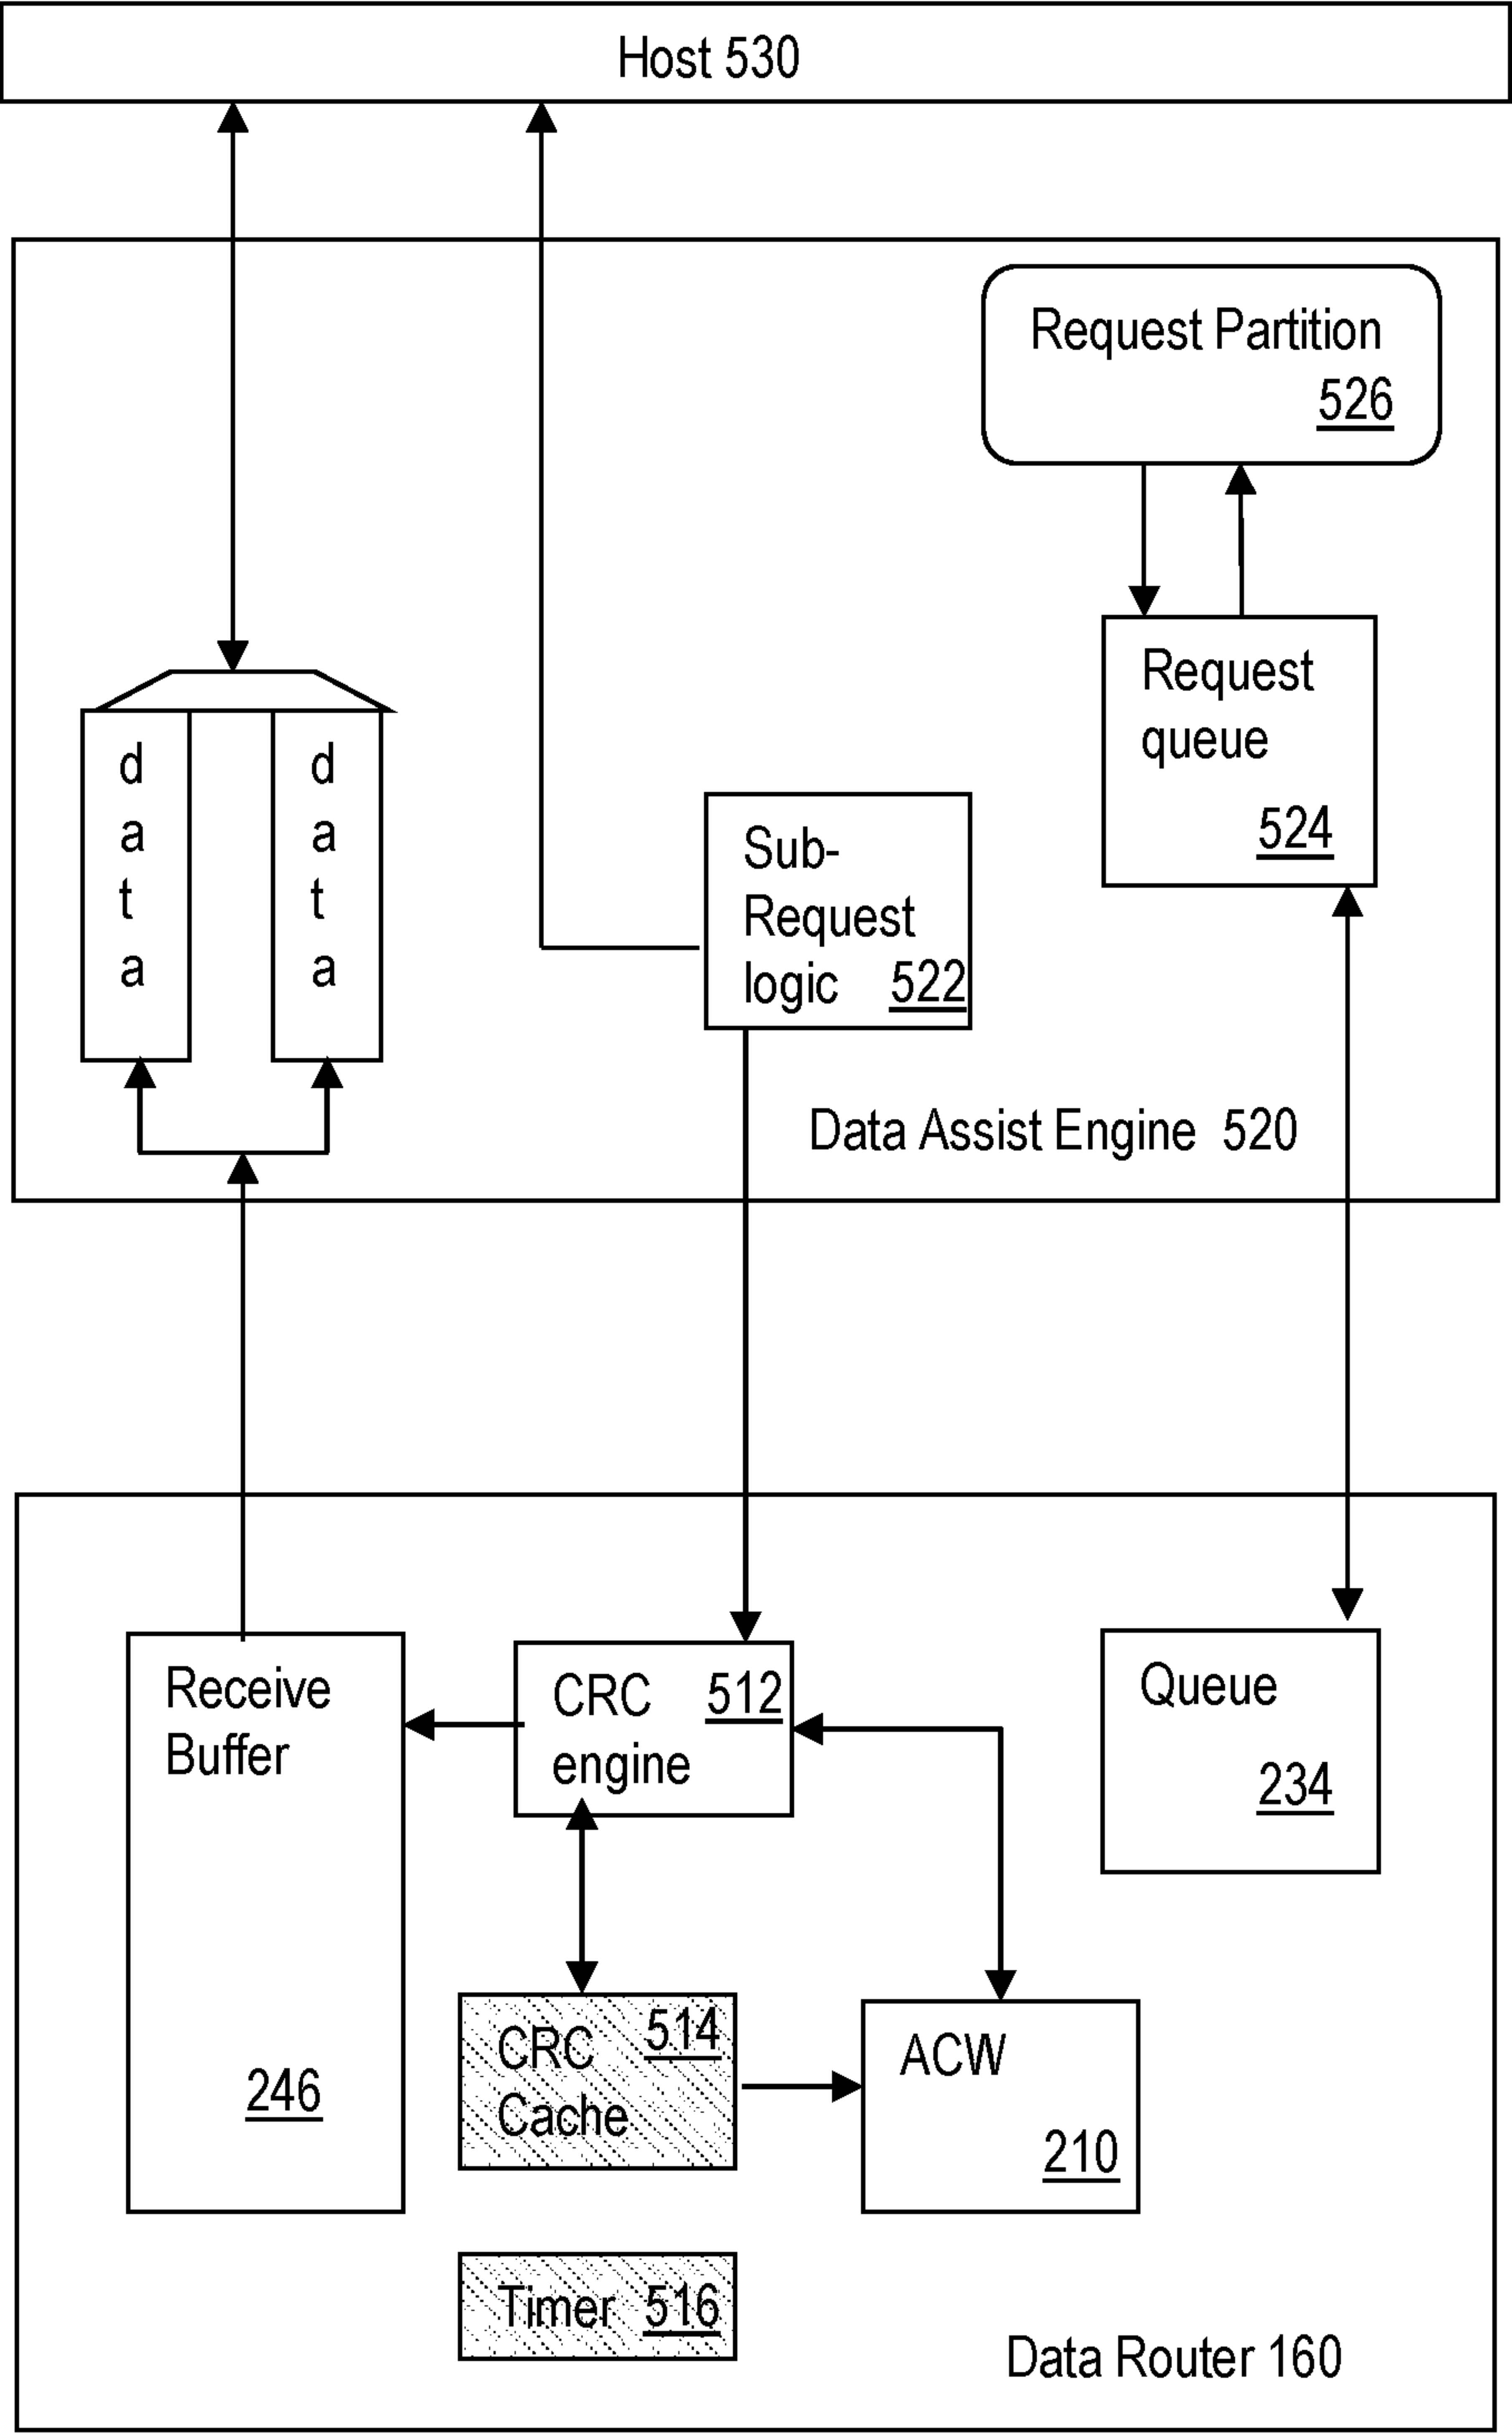 Host 530
Request Partition
526
Request
queue
524
d
a
t
a
d
a
t
a
Sub-
Request
logic 522
Data Assist Engine 520
Receive
Buffer
246
CRC 512
engine
Queue
234
CRC 514
Cache
ACW
210
Timer 516
Data Router 160